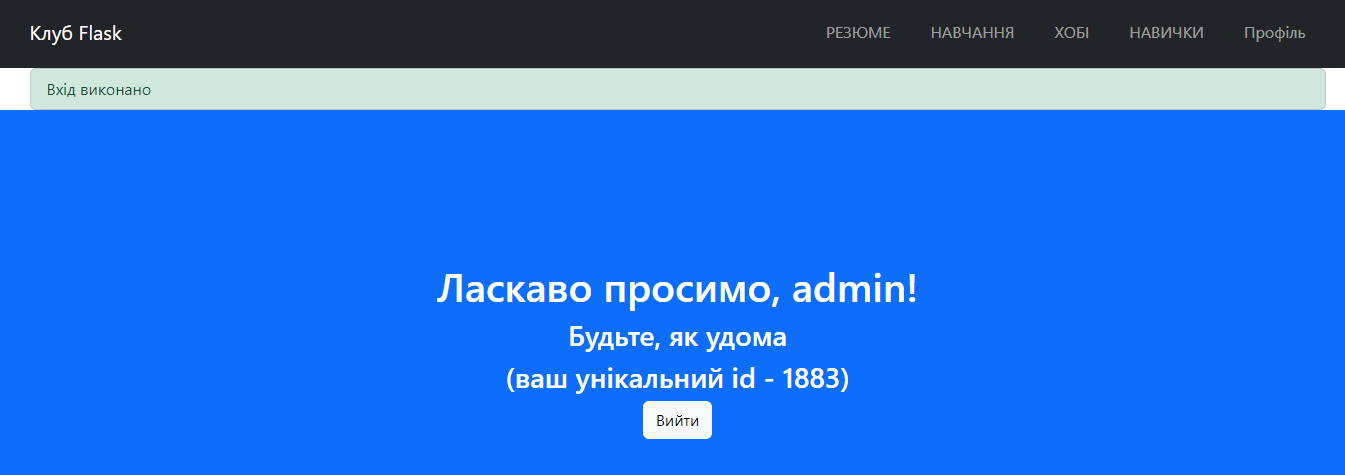 Клуб Flask РЕЗЮМЕ НАВЧАННЯ ХОБІ НАВИЧКИ Профіль
Вхід виконано
Ласкаво просимо, admin!
Будьте, як удома
(ваш унікальний id - 1883)
Вийти